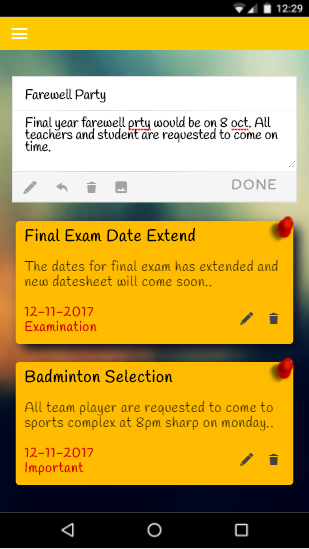 12:29
Farewell Party
Final year farewell prty would be on 8 oct. All
teachers and student are requested to come on
time.
DONE
Final Exam Date Extend
The dates for final exam has extended and
new datesheet will come soon..
12-11-2017
Examination
Badminton Selection
All team player are requested to come to
sports complex at 8pm sharp on monday..
12-11-2017
Important